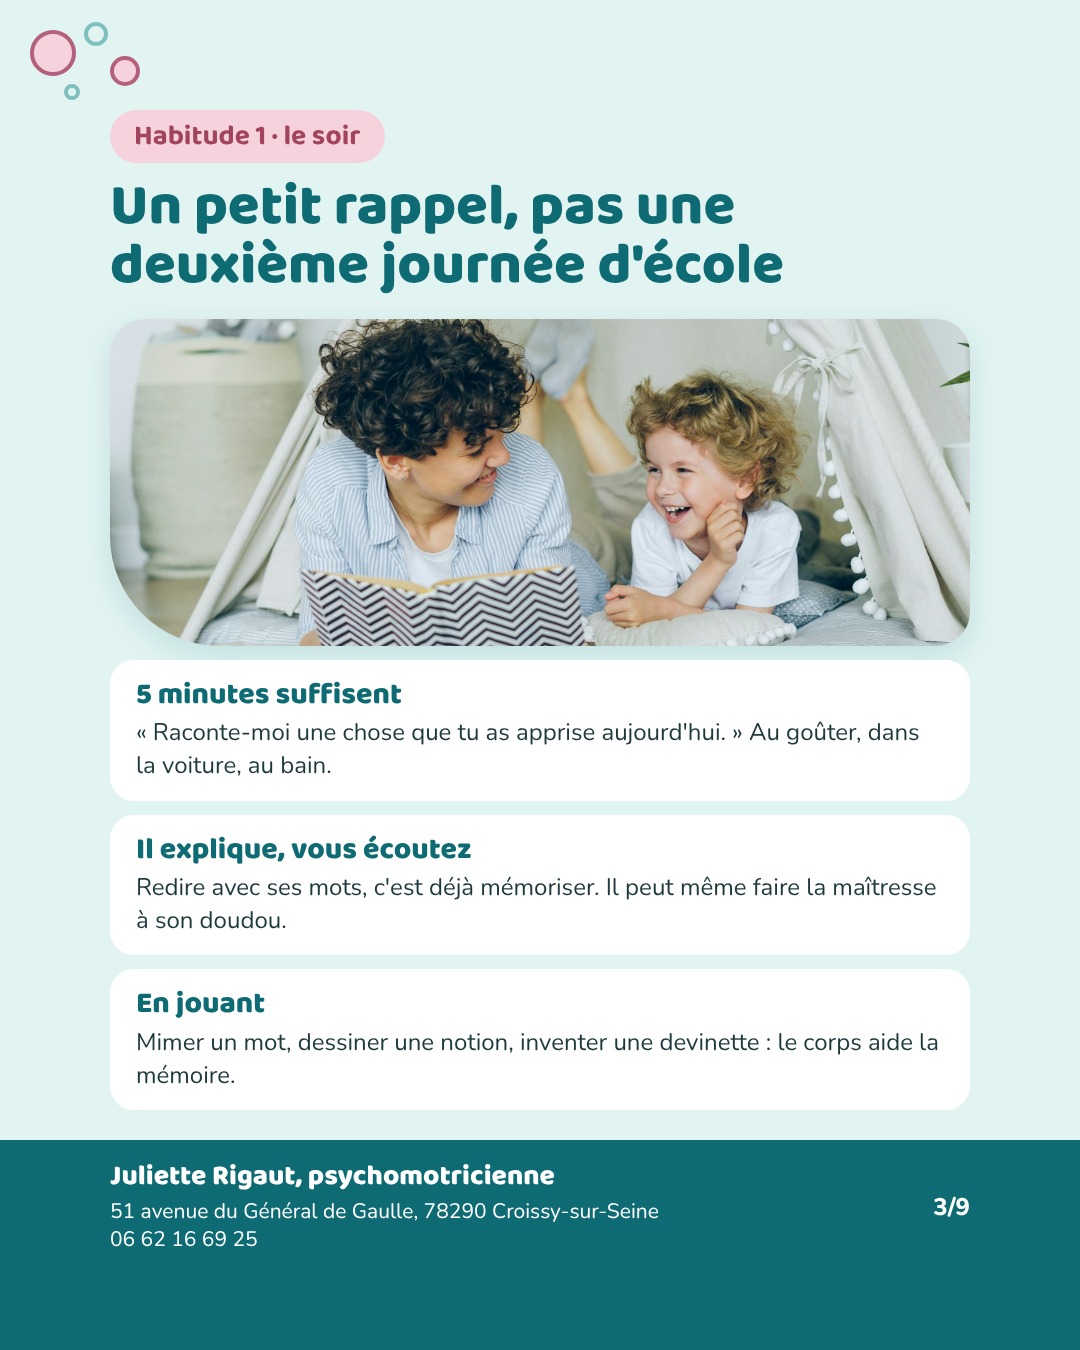 Habitude 1 · le soir
Un petit rappel, pas une
deuxième journée d'école
5 minutes suffisent
« Raconte-moi une chose que tu as apprise aujourd'hui. » Au goûter, dans
la voiture, au bain.
Il explique, vous écoutez
Redire avec ses mots, c'est déjà mémoriser. Il peut même faire la maîtresse
à son doudou.
En jouant
Mimer un mot, dessiner une notion, inventer une devinette : le corps aide la
mémoire.
Juliette Rigaut, psychomotricienne
51 avenue du Général de Gaulle, 78290 Croissy-sur-Seine
06 62 16 69 25
3/9